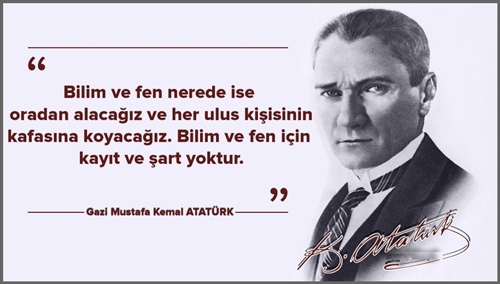 “
Bilim ve fen nerede ise
oradan alacağız ve her ulus kişisinin
kafasına koyacağız. Bilim ve fen için
kayıt ve şart yoktur.
”
Gazi Mustafa Kemal ATATÜRK
K. Atatürk